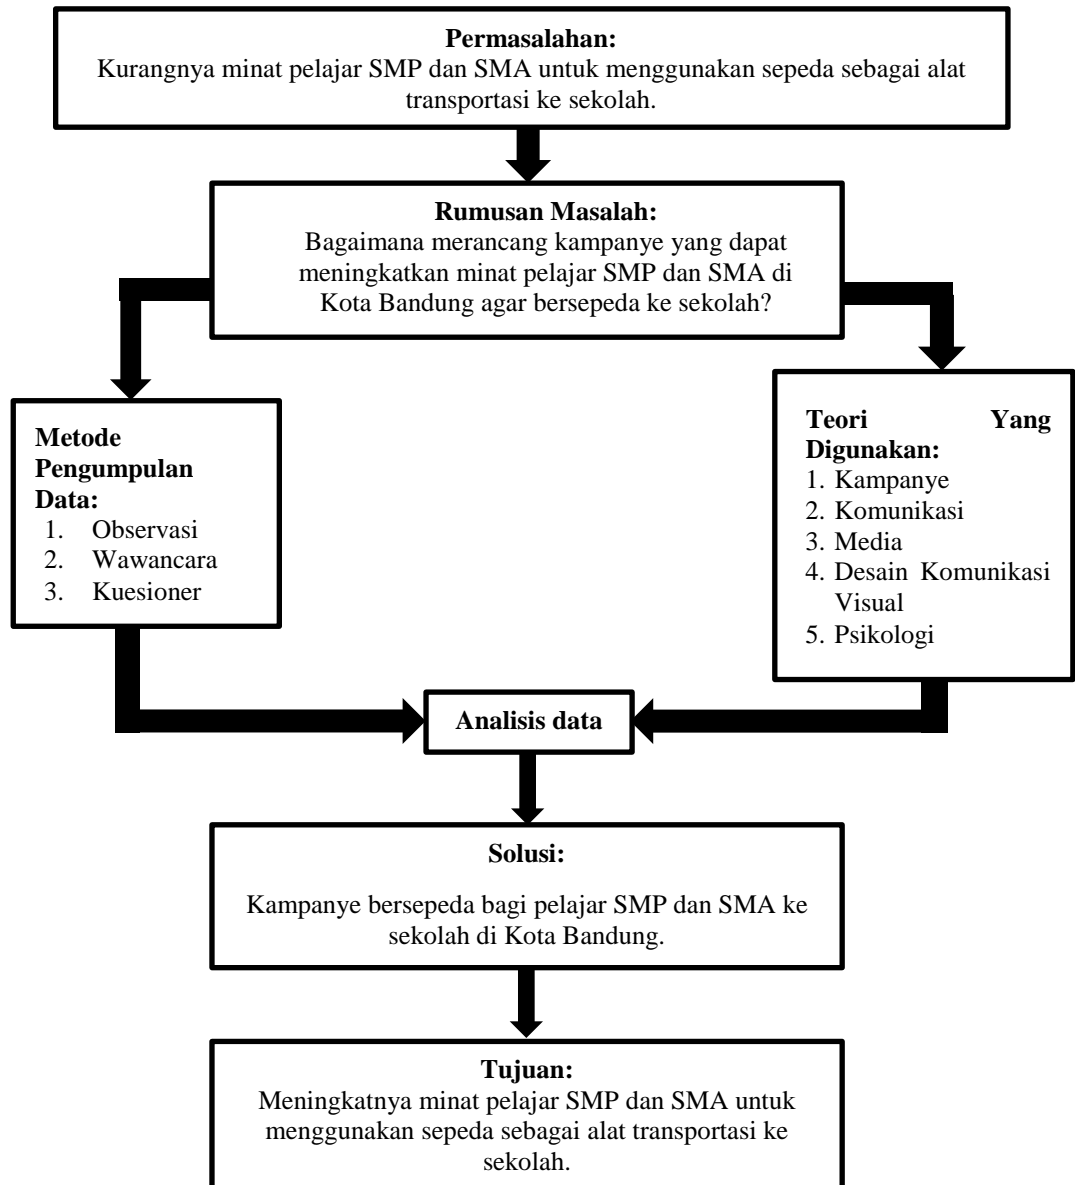 Permasalahan:
Kurangnya minat pelajar SMP dan SMA untuk menggunakan sepeda sebagai alat
transportasi ke sekolah.
Rumusan Masalah:
Bagaimana merancang kampanye yang dapat
meningkatkan minat pelajar SMP dan SMA di
Kota Bandung agar bersepeda ke sekolah?
Metode
Pengumpulan
Data:
1. Observasi
2. Wawancara
3. Kuesioner
Teori Yang
Digunakan:
1. Kampanye
2. Komunikasi
3. Media
4. Desain Komunikasi
Visual
5. Psikologi
Analisis data
Solusi:
Kampanye bersepeda bagi pelajar SMP dan SMA ke
sekolah di Kota Bandung.
Tujuan:
Meningkatnya minat pelajar SMP dan SMA untuk
menggunakan sepeda sebagai alat transportasi ke
sekolah.